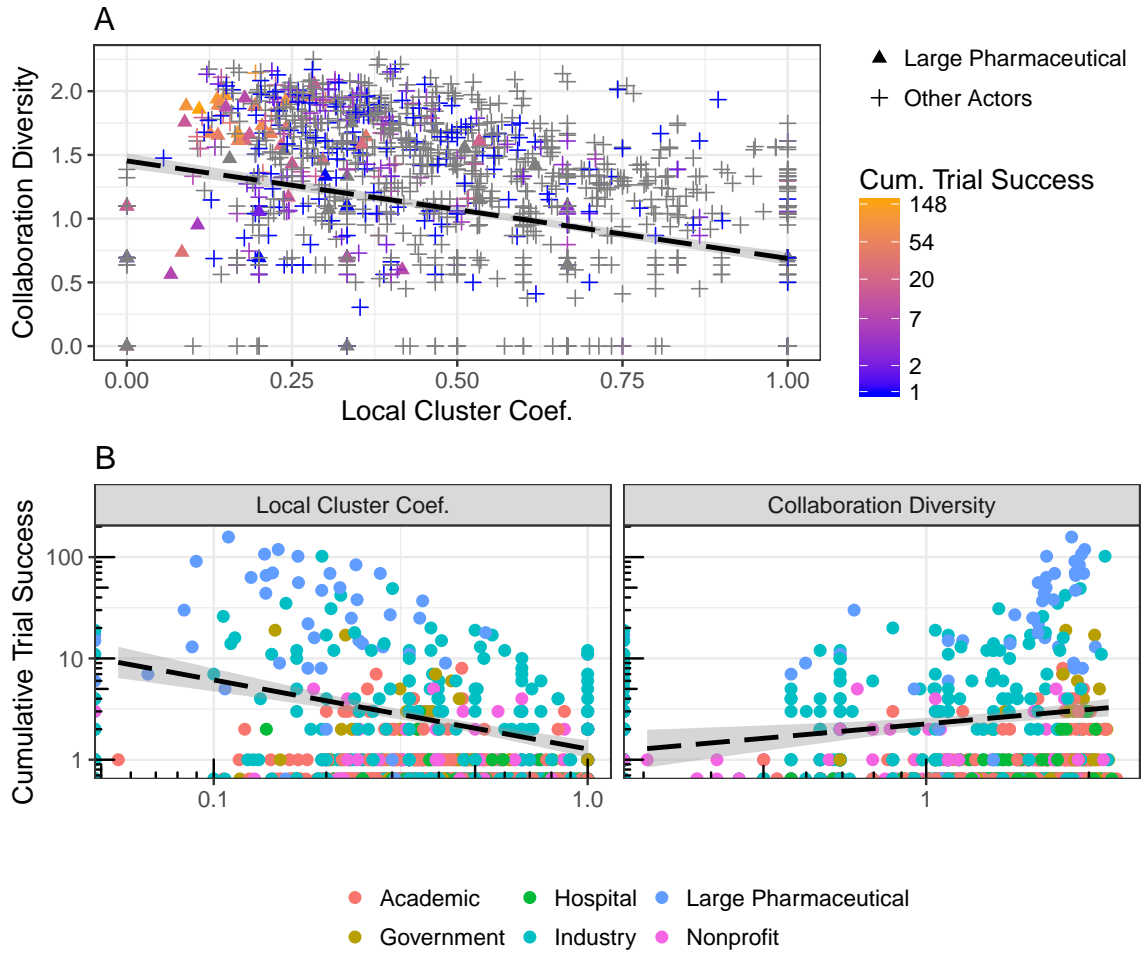 A
Collaboration Diversity
2.0
1.5
1.0
0.5
0.0
0.00 0.25 0.50 0.75 1.00
Local Cluster Coef.
Large Pharmaceutical
Other Actors
Cum. Trial Success
148
54
20
7
2
1
B
Local Cluster Coef.
Collaboration Diversity
Cumulative Trial Success
100
10
1
0.1 1.0 1
Academic Hospital Large Pharmaceutical
Government Industry Nonprofit